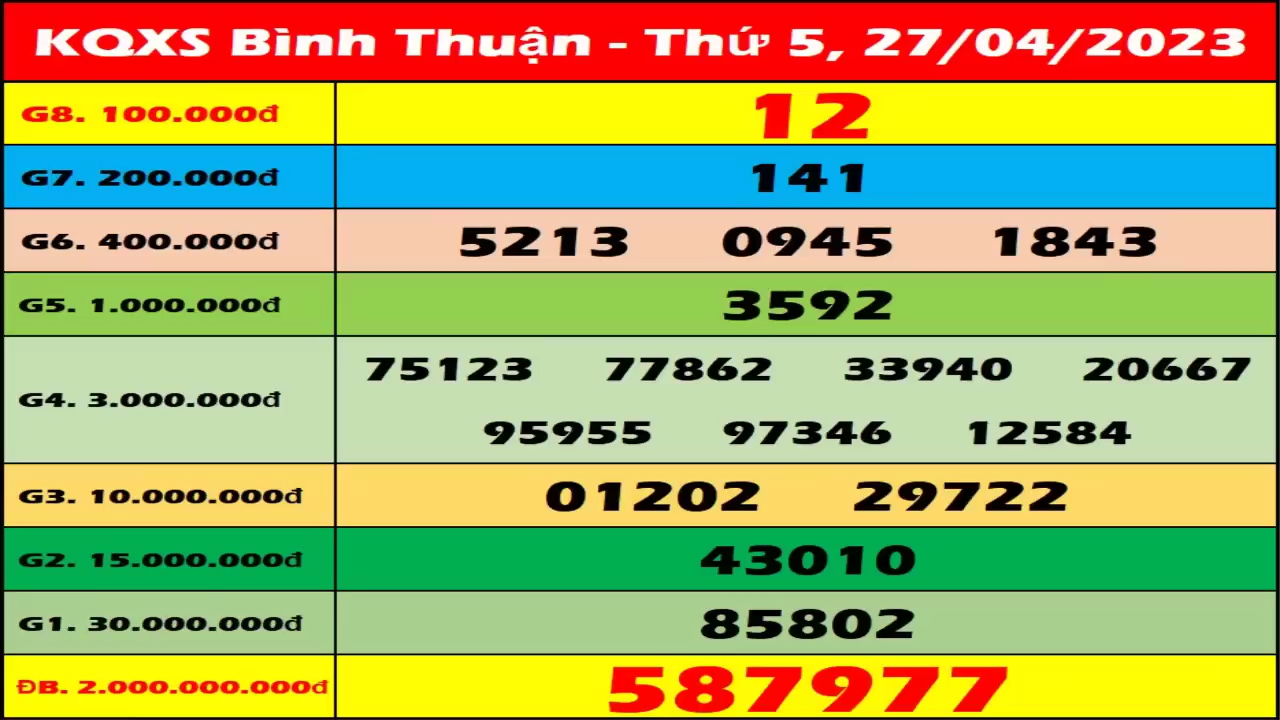 KQXS Bình Thuận - Thứ 5, 27/04/2023
G8. 100.000đ 12
G7. 200.000đ 141
G6. 400.000đ 5213 0945 1843
G5. 1.000.000đ 3592
G4. 3.000.000đ 75123 77862 33940 20667
95955 97346 12584
G3. 10.000.000đ 01202 29722
G2. 15.000.000đ 43010
G1. 30.000.000đ 85802
ĐB. 2.000.000.000đ 587977